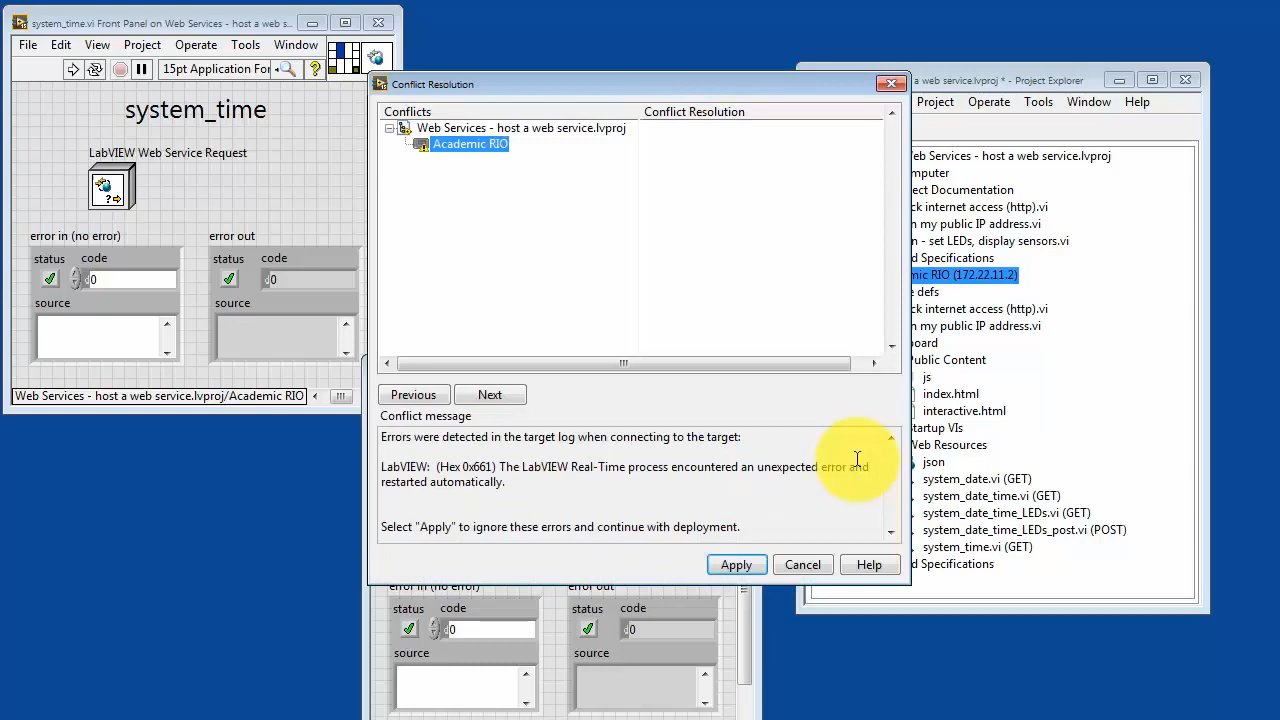 system_time.vi Front Panel on Web Services - host a web s...
File Edit View Project Operate Tools Window
15pt Application For
?
system_time
LabVIEW Web Service Request
?
error in (no error)
error out
status code
0
status code
0
source
source
Web Services - host a web service.lvproj/Academic RIO
Conflict Resolution
Conflicts
Conflict Resolution
Web Services - host a web service.lvproj
Academic RIO
Previous
Next
Conflict message
Errors were detected in the target log when connecting to the target:
LabVIEW: (Hex 0x661) The LabVIEW Real-Time process encountered an unexpected error and
restarted automatically.
Select "Apply" to ignore these errors and continue with deployment.
Apply
Cancel
Help
a web service.lvproj * - Project Explorer
Project Operate Tools Window Help
eb Services - host a web service.lvproj
mputer
ect Documentation
ck internet access (http).vi
n my public IP address.vi
n - set LEDs, display sensors.vi
d Specifications
mic RIO (172.22.11.2)
e defs
ck internet access (http).vi
n my public IP address.vi
oard
Public Content
js
index.html
interactive.html
Startup VIs
Web Resources
json
system_date.vi (GET)
system_date_time.vi (GET)
system_date_time_LEDs.vi (GET)
system_date_time_LEDs_post.vi (POST)
system_time.vi (GET)
d Specifications
error in (no error)
error out
status code
0
status code
0
source
source